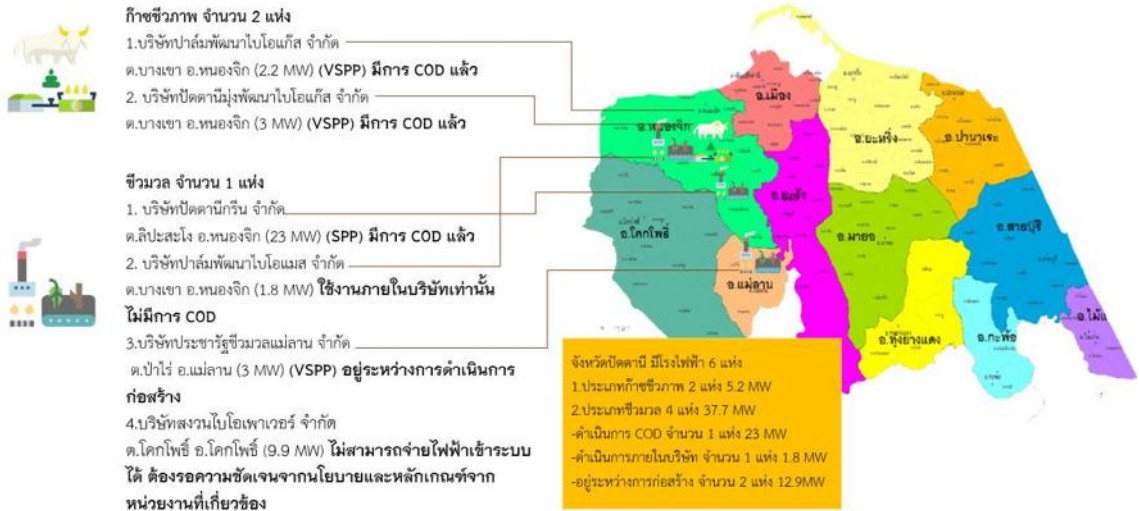 ก๊าซชีวภาพ จำนวน 2 แห่ง
1.บริษัทปาล์มพัฒนาไบโอแก๊ส จำกัด
ต.บางเขา อ.หนองจิก (2.2 MW) (VSPP) มีการ COD แล้ว
2. บริษัทปัตตานีมุ่งพัฒนาไบโอแก๊ส จำกัด
ต.บางเขา อ.หนองจิก (3 MW) (VSPP) มีการ COD แล้ว
ชีวมวล จำนวน 1 แห่ง
1. บริษัทปัตตานีกรีน จำกัด
ต.ลิปะสะโง อ.หนองจิก (23 MW) (SPP) มีการ COD แล้ว
2. บริษัทปาล์มพัฒนาไบโอแมส จำกัด
ต.บางเขา อ.หนองจิก (1.8 MW) ใช้งานภายในบริษัทเท่านั้น
ไม่มีการ COD
3.บริษัทประชารัฐชีวมวลแม่ลาน จำกัด
ต.ป่าไร่ อ.แม่ลาน (3 MW) (VSPP) อยู่ระหว่างการดำเนินการ
ก่อสร้าง
4.บริษัทสงวนไบโอเพาเวอร์ จำกัด
ต.โคกโพธิ์ อ.โคกโพธิ์ (9.9 MW) ไม่สามารถจ่ายไฟฟ้าเข้าระบบ
ได้ ต้องรอความชัดเจนจากนโยบายและหลักเกณฑ์จาก
หน่วยงานที่เกี่ยวข้อง
อ.เมือง
อ.หนองจิก
อ.ยะหริ่ง
อ.ปานาเระ
อ.ยะรัง
อ.โคกโพธิ์
อ.มายอ
อ.สายบุรี
อ.แม่ลาน
อ.ไม้แ
อ.ทุ่งยางแดง
อ.กะพ้อ
จังหวัดปัตตานี มีโรงไฟฟ้า 6 แห่ง
1.ประเภทก๊าซชีวภาพ 2 แห่ง 5.2 MW
2.ประเภทชีวมวล 4 แห่ง 37.7 MW
-ดำเนินการ COD จำนวน 1 แห่ง 23 MW
-ดำเนินการภายในบริษัท จำนวน 1 แห่ง 1.8 MW
-อยู่ระหว่างการก่อสร้าง จำนวน 2 แห่ง 12.9MW